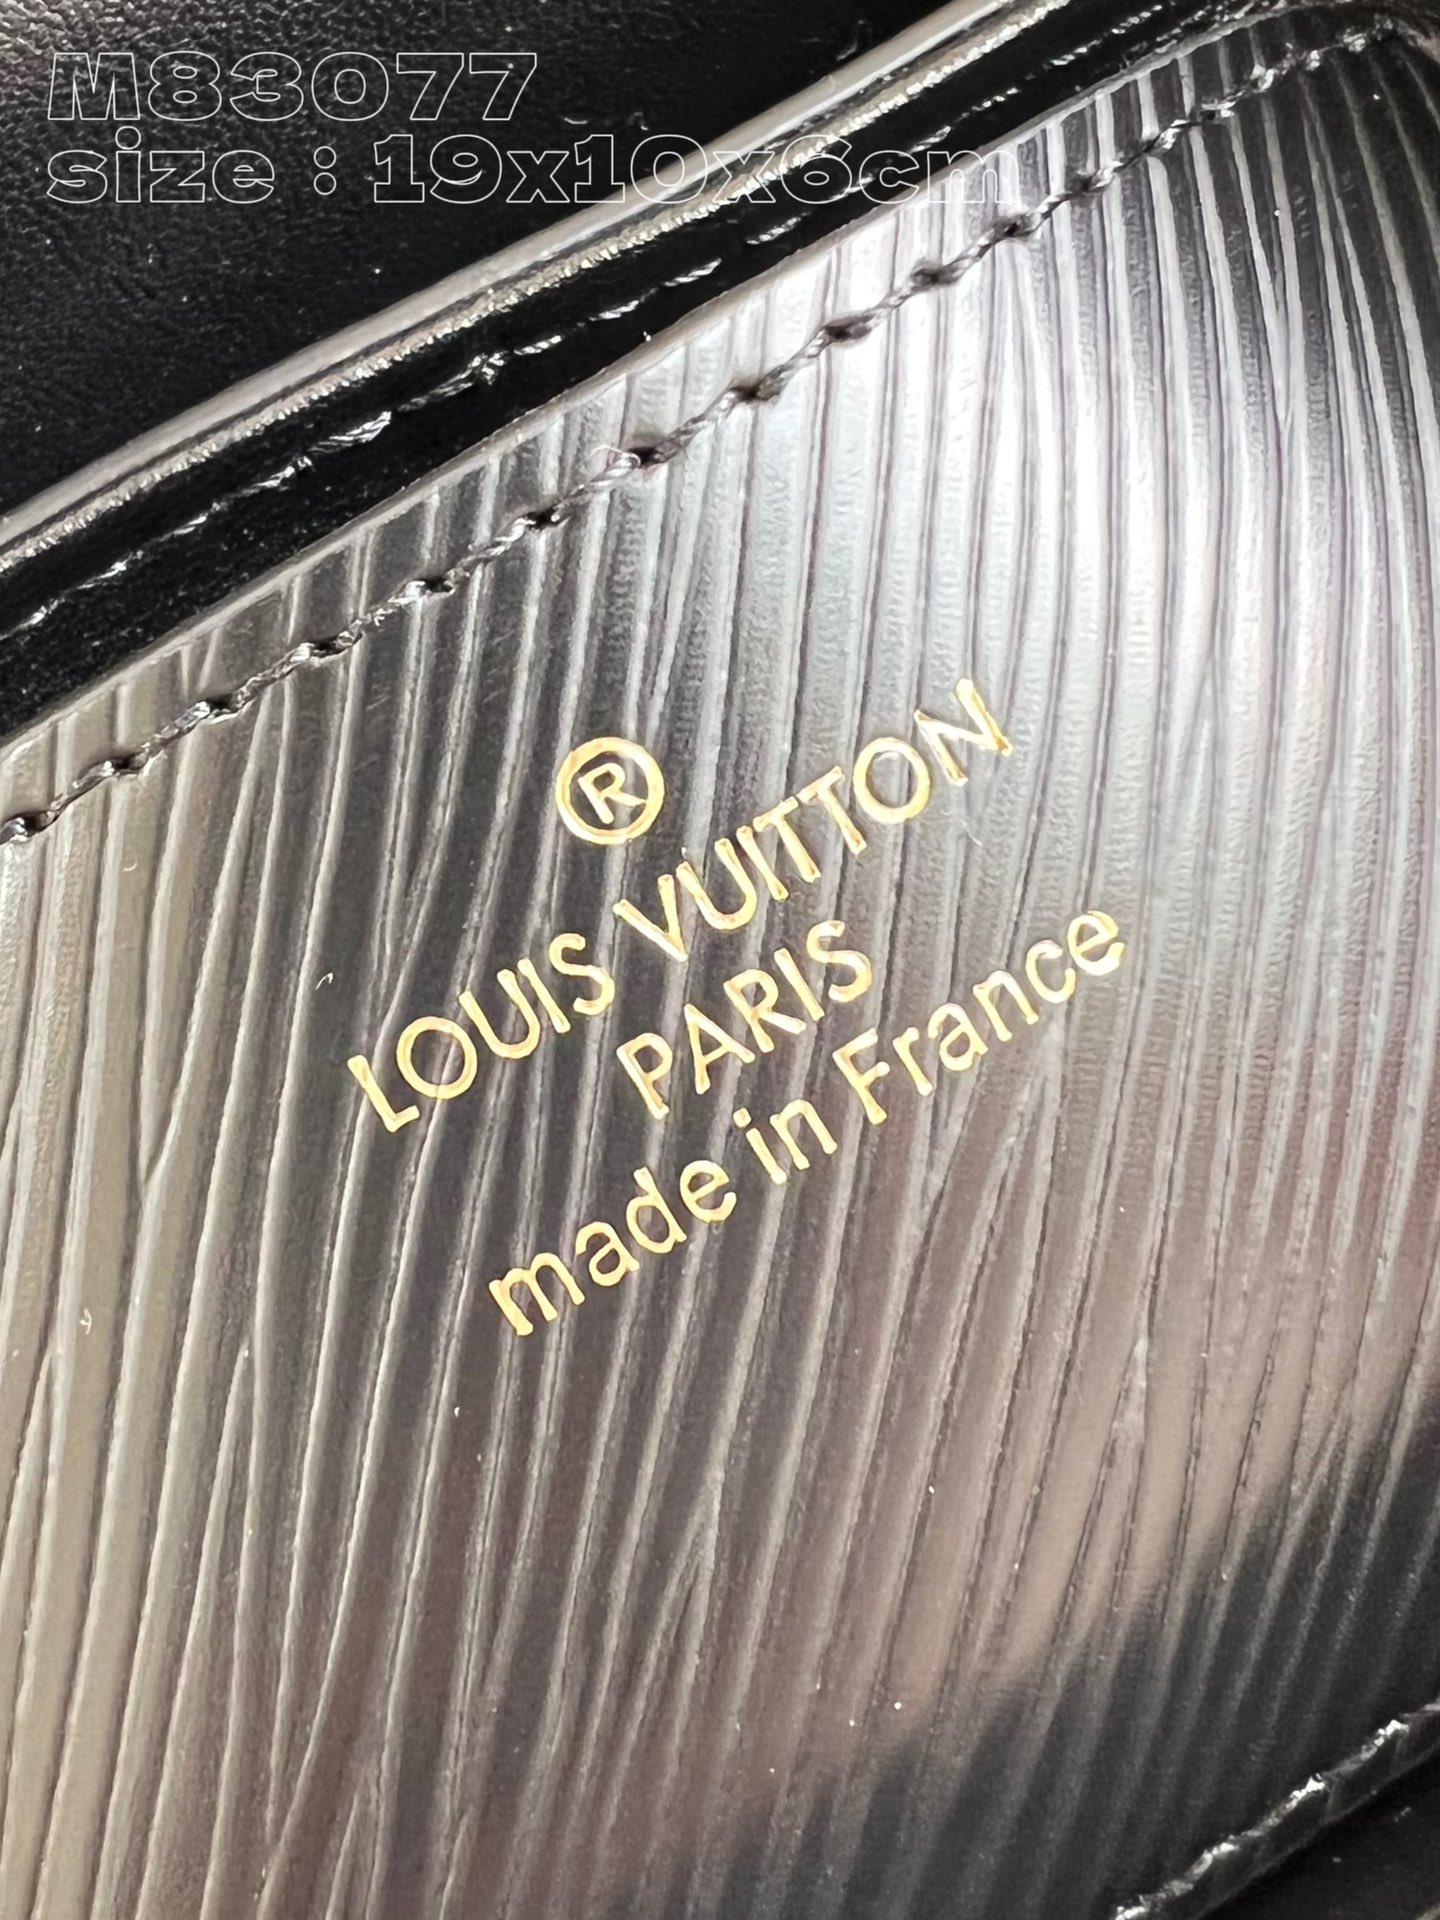 M83077
size : 19x10x6cm
®
LOUIS VUITTON
PARIS
made in France